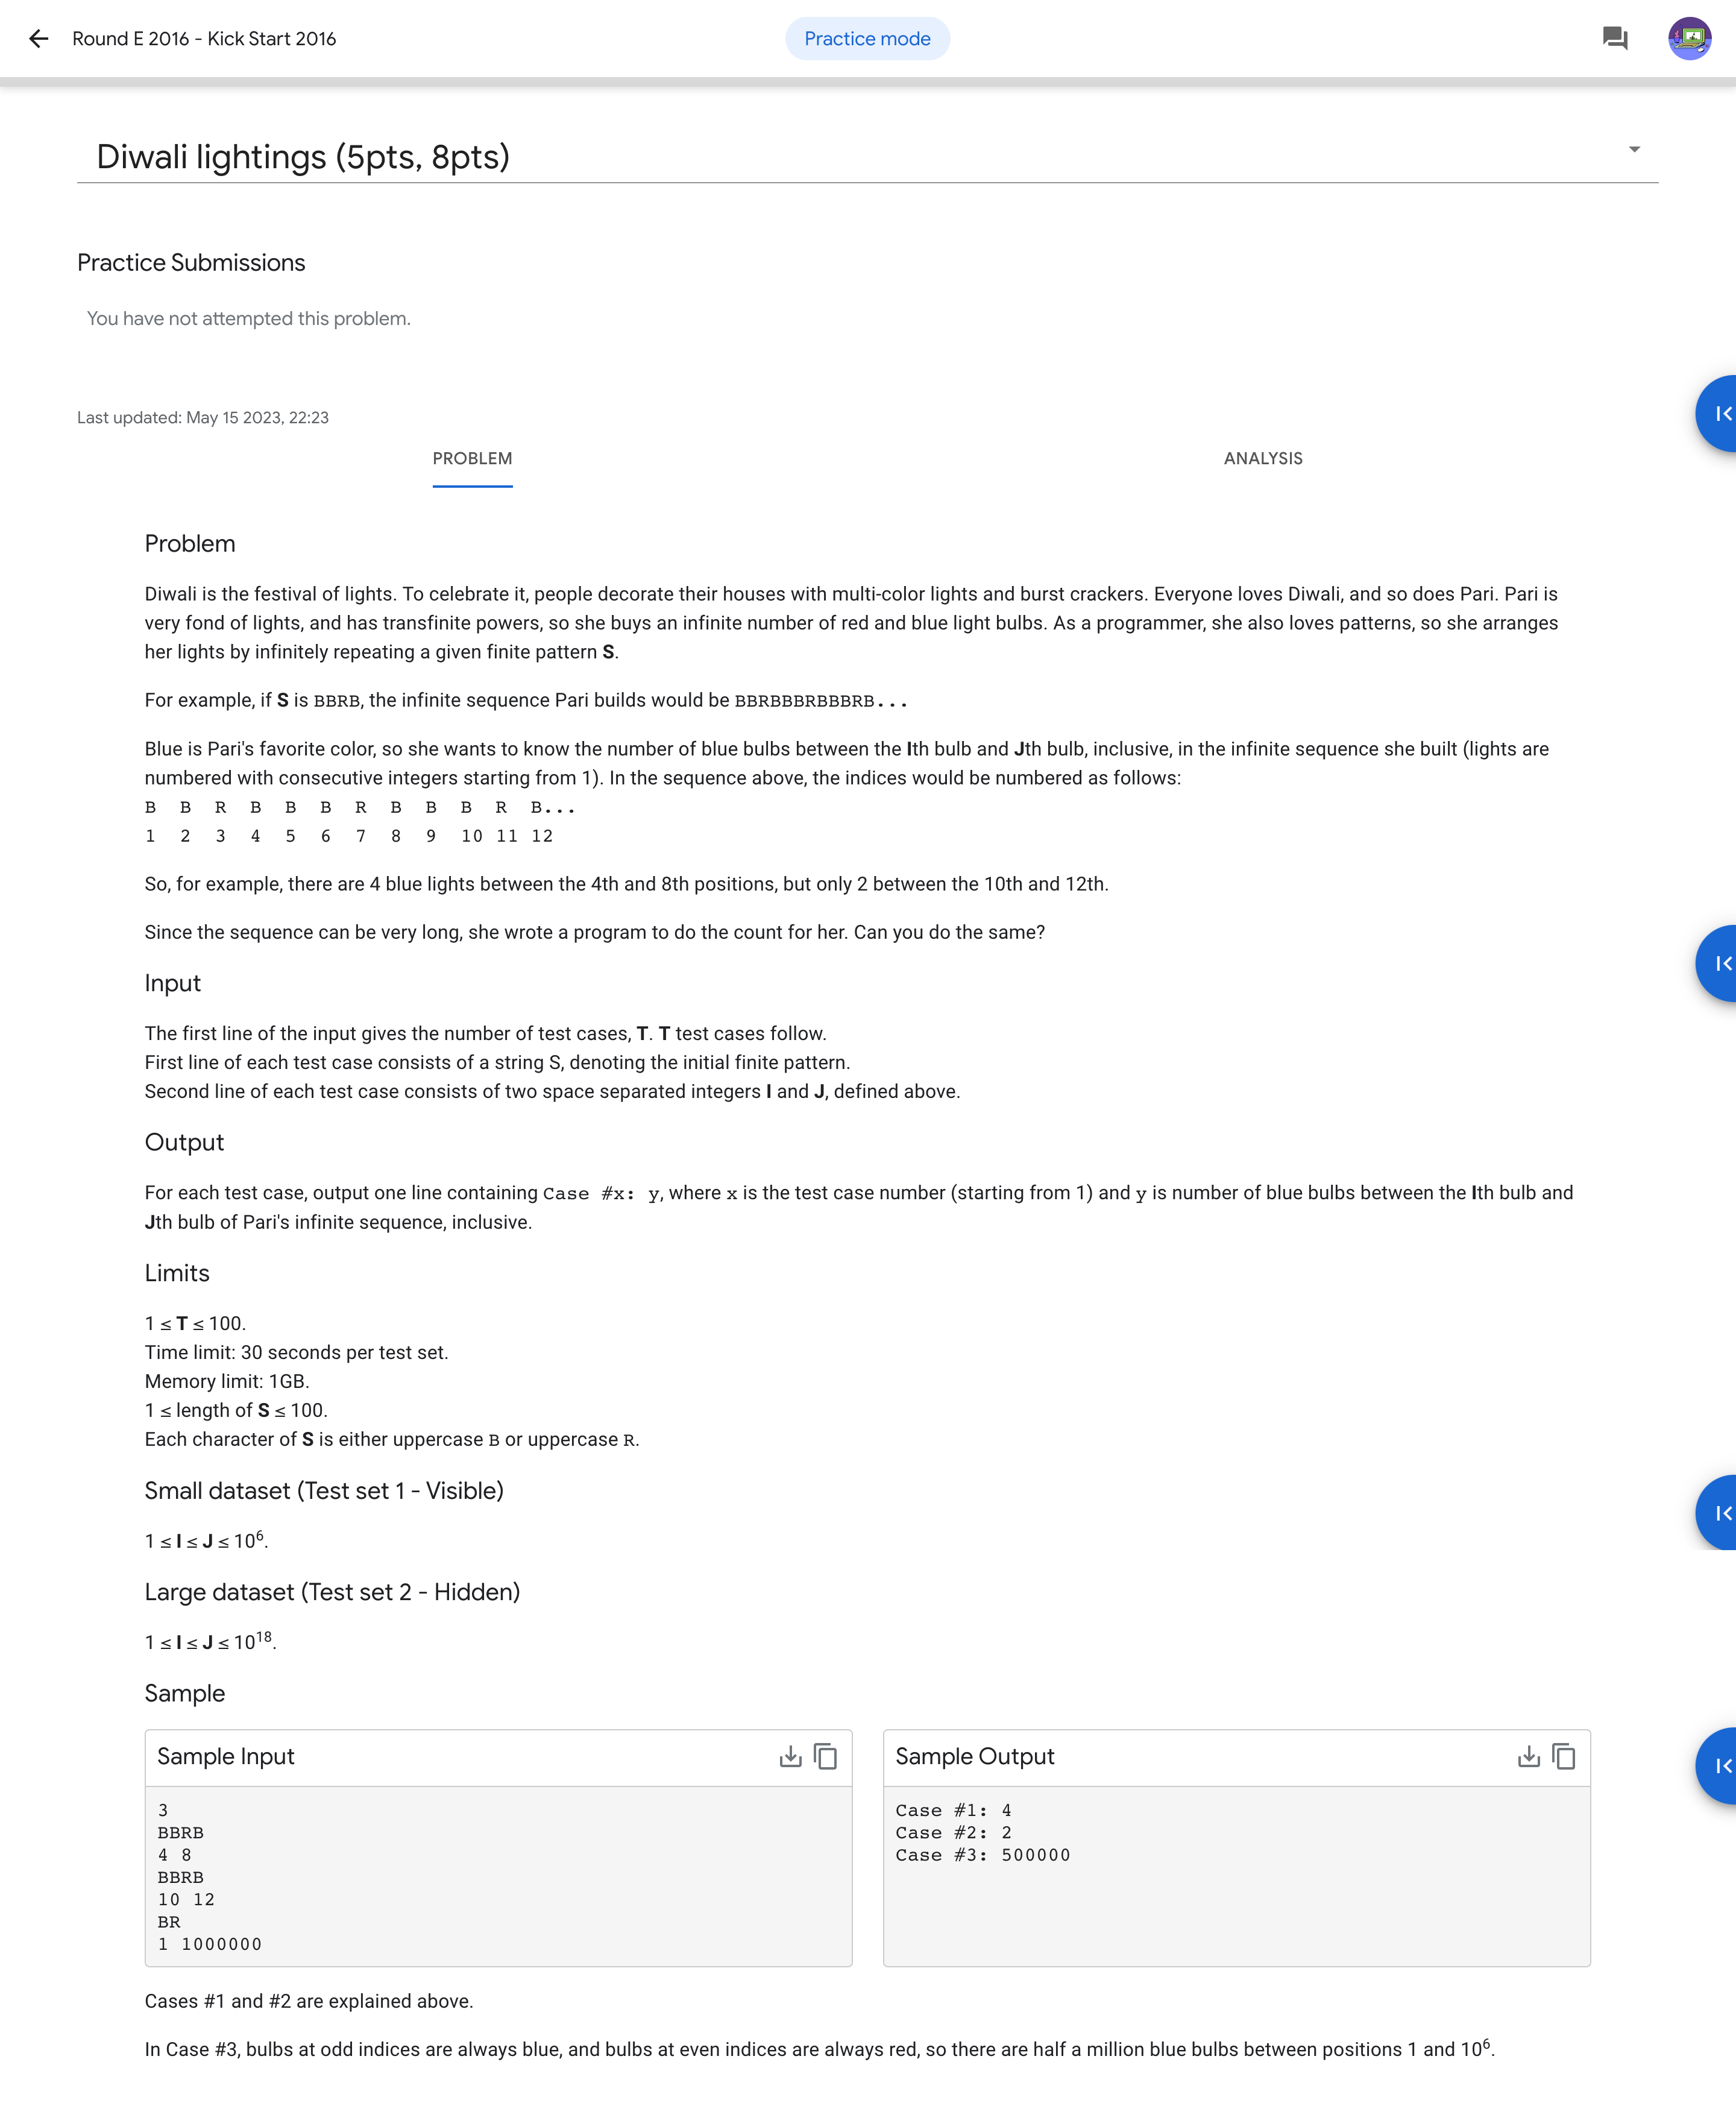 Round E 2016 - Kick Start 2016
Practice mode
Diwali lightings (5pts, 8pts)
Practice Submissions
You have not attempted this problem.
Last updated: May 15 2023, 22:23
PROBLEM
ANALYSIS
Problem
Diwali is the festival of lights. To celebrate it, people decorate their houses with multi-color lights and burst crackers. Everyone loves Diwali, and so does Pari. Pari is
very fond of lights, and has transfinite powers, so she buys an infinite number of red and blue light bulbs. As a programmer, she also loves patterns, so she arranges
her lights by infinitely repeating a given finite pattern S.
For example, if S is BBRB, the infinite sequence Pari builds would be BBRBBBRBBBRB...
Blue is Pari's favorite color, so she wants to know the number of blue bulbs between the Ith bulb and Jth bulb, inclusive, in the infinite sequence she built (lights are
numbered with consecutive integers starting from 1). In the sequence above, the indices would be numbered as follows:
B B R B B B R B B B R B...
1 2 3 4 5 6 7 8 9 10 11 12
So, for example, there are 4 blue lights between the 4th and 8th positions, but only 2 between the 10th and 12th.
Since the sequence can be very long, she wrote a program to do the count for her. Can you do the same?
Input
The first line of the input gives the number of test cases, T. T test cases follow.
First line of each test case consists of a string S, denoting the initial finite pattern.
Second line of each test case consists of two space separated integers I and J, defined above.
Output
For each test case, output one line containing Case #x: y, where x is the test case number (starting from 1) and y is number of blue bulbs between the Ith bulb and
Jth bulb of Pari's infinite sequence, inclusive.
Limits
1 ≤ T ≤ 100.
Time limit: 30 seconds per test set.
Memory limit: 1GB.
1 ≤ length of S ≤ 100.
Each character of S is either uppercase B or uppercase R.
Small dataset (Test set 1 - Visible)
1 ≤ I ≤ J ≤ 10⁶.
Large dataset (Test set 2 - Hidden)
1 ≤ I ≤ J ≤ 10¹⁸.
Sample
Sample Input
3
BBRB
4 8
BBRB
10 12
BR
1 1000000
Sample Output
Case #1: 4
Case #2: 2
Case #3: 500000
Cases #1 and #2 are explained above.
In Case #3, bulbs at odd indices are always blue, and bulbs at even indices are always red, so there are half a million blue bulbs between positions 1 and 10⁶.